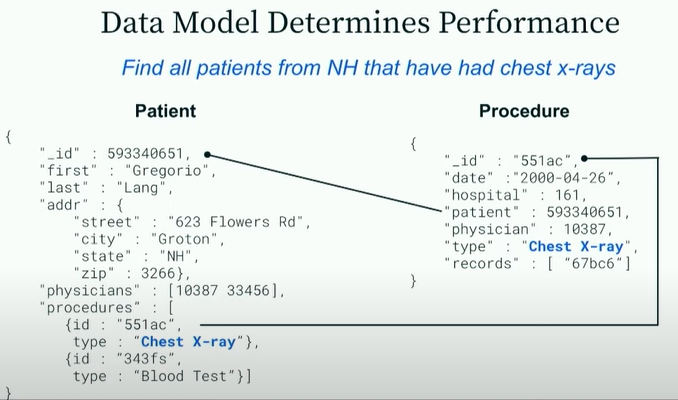 Data Model Determines Performance
Find all patients from NH that have had chest x-rays
Patient
{
"_id" : 593340651,
"first" : "Gregorio",
"last" : "Lang",
"addr" : {
"street" : "623 Flowers Rd",
"city" : "Groton",
"state" : "NH",
"zip" : 3266},
"physicians" : [10387 33456],
"procedures" : [
{id : "551ac",
type : "Chest X-ray"},
{id : "343fs",
type : "Blood Test"}]
}
Procedure
{
"_id" : "551ac",
"date" :"2000-04-26",
"hospital" : 161,
"patient" : 593340651,
"physician" : 10387,
"type" : "Chest X-ray",
"records" : [ "67bc6"]
}